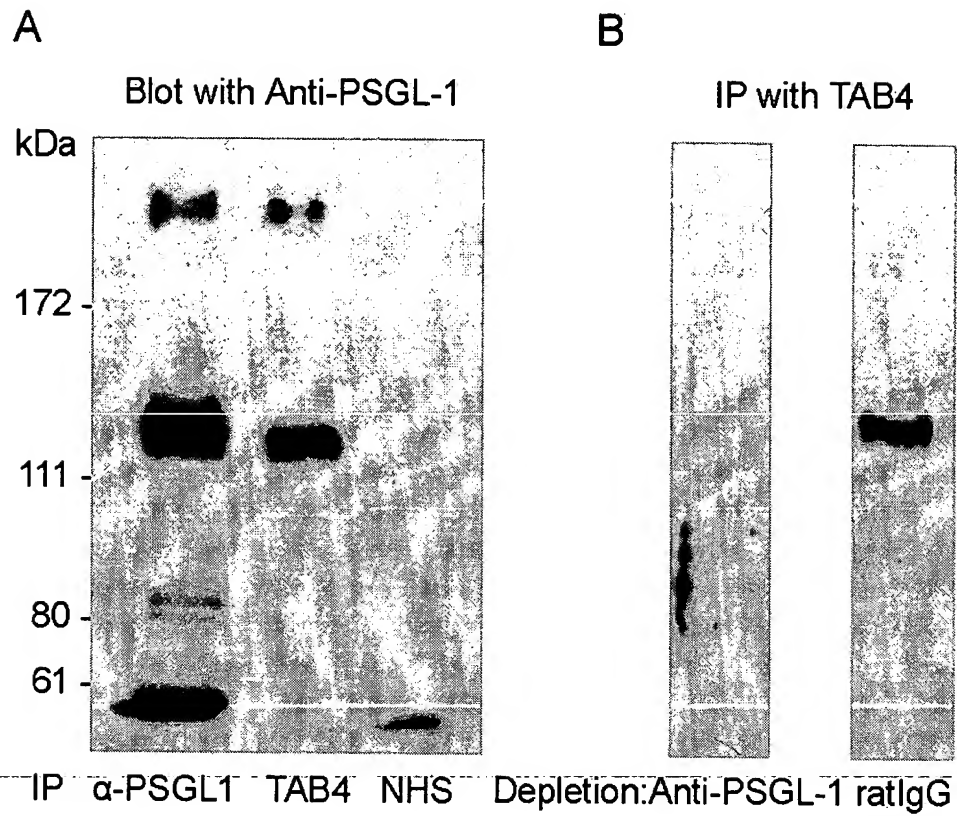 A
B
Blot with Anti-PSGL-1
IP with TAB4
kDa
172 -
111 -
80 -
61 -
IP α-PSGL1 TAB4 NHS
Depletion:Anti-PSGL-1 ratIgG